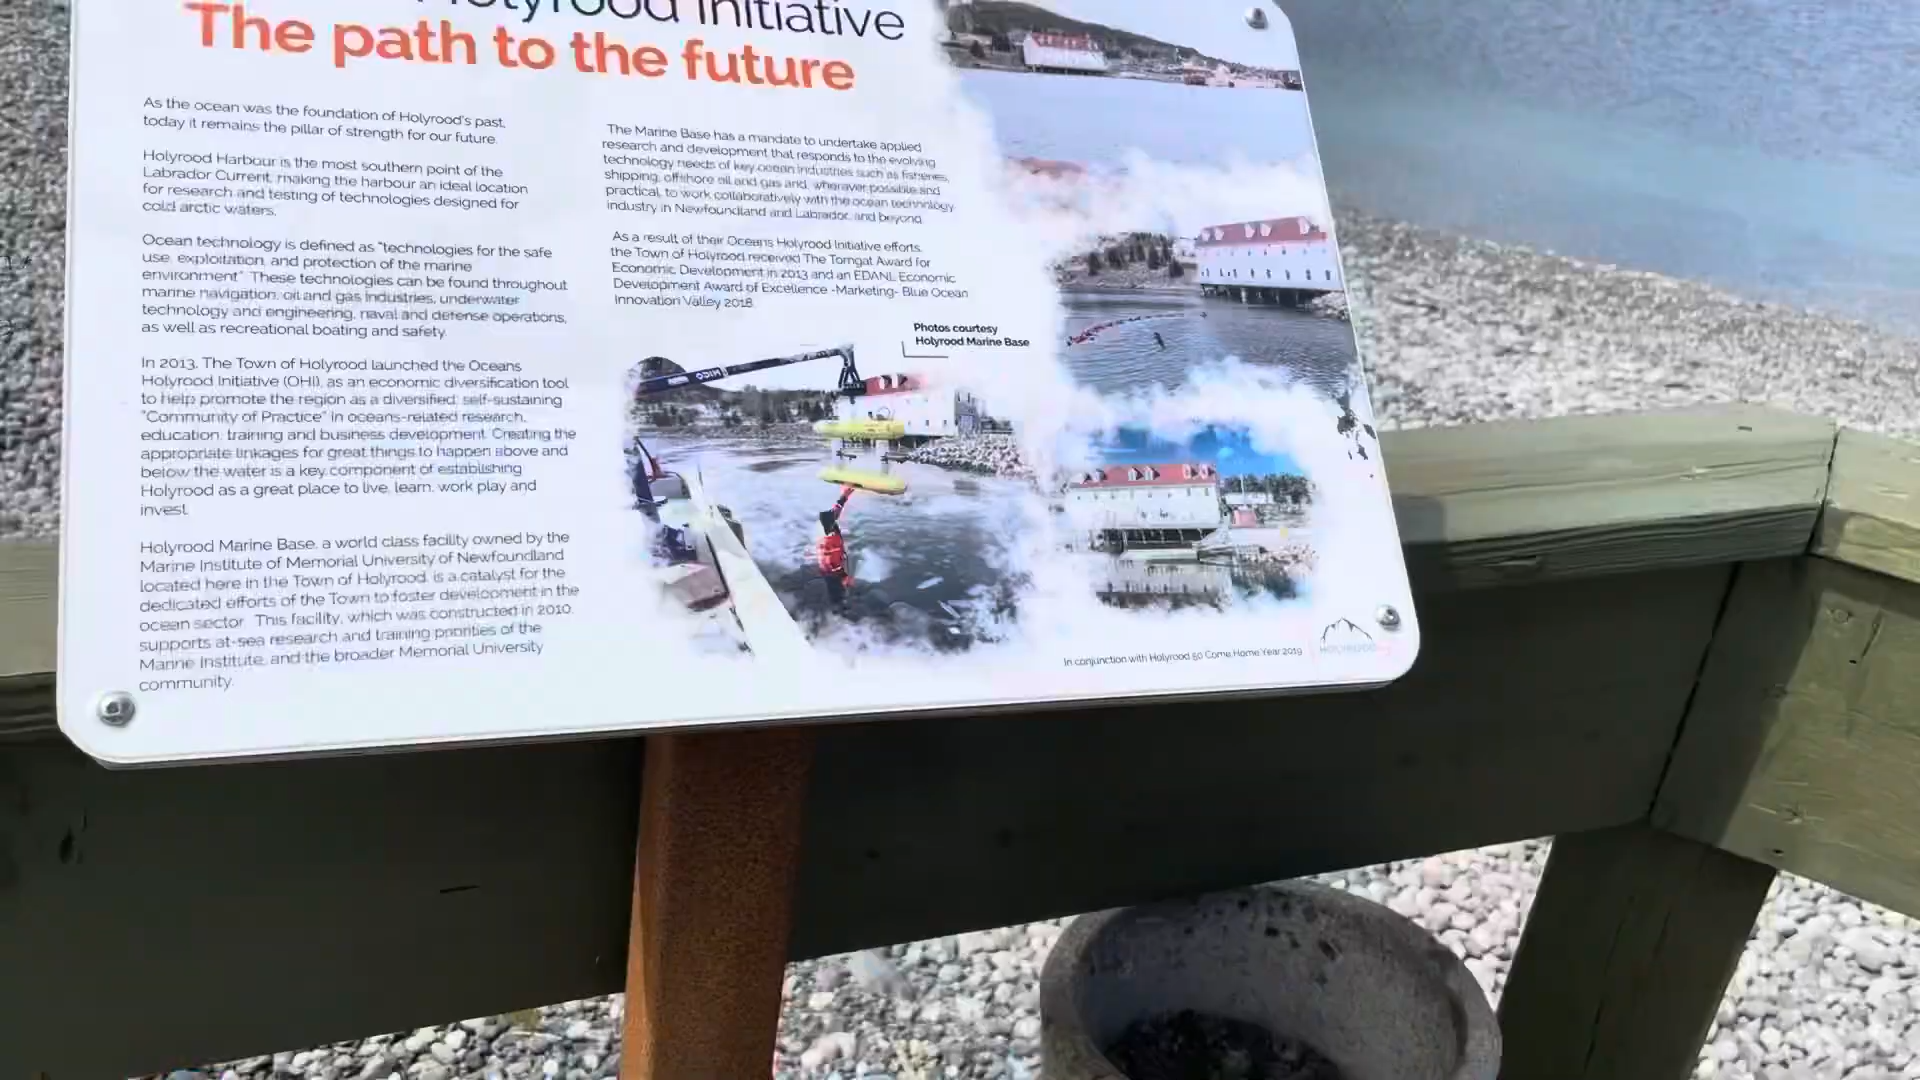 Holyrood Initiative
The path to the future
As the ocean was the foundation of Holyrood's past,
today it remains the pillar of strength for our future.
Holyrood Harbour is the most southern point of the
Labrador Current, making the harbour an ideal location
for research and testing of technologies designed for
cold arctic waters.
Ocean technology is defined as "technologies for the safe
use, exploitation, and protection of the marine
environment". These technologies can be found throughout
marine navigation, oil and gas industries, underwater
technology and engineering, naval and defense operations,
as well as recreational boating and safety.
In 2013, The Town of Holyrood launched the Oceans
Holyrood Initiative (OHI), as an economic diversification tool
to help promote the region as a diversified, self-sustaining
"Community of Practice" in oceans-related research,
education, training and business development. Creating the
appropriate linkages for great things to happen above and
below the water is a key component of establishing
Holyrood as a great place to live, learn, work play and
invest.
Holyrood Marine Base, a world class facility owned by the
Marine Institute of Memorial University of Newfoundland
located here in the Town of Holyrood, is a catalyst for the
dedicated efforts of the Town to foster development in the
ocean sector. This facility, which was constructed in 2010,
supports at-sea research and training priorities of the
Marine Institute, and the broader Memorial University
community.
The Marine Base has a mandate to undertake applied
research and development that responds to the evolving
technology needs of key ocean industries such as fisheries,
shipping, offshore oil and gas and, wherever possible and
practical, to work collaboratively with the ocean technology
industry in Newfoundland and Labrador, and beyond.
As a result of their Oceans Holyrood Initiative efforts,
the Town of Holyrood received The Torngat Award for
Economic Development in 2013 and an EDANL Economic
Development Award of Excellence -Marketing- Blue Ocean
Innovation Valley 2018.
Photos courtesy
Holyrood Marine Base
In conjunction with Holyrood 50 Come Home Year 2019
HOLYROOD